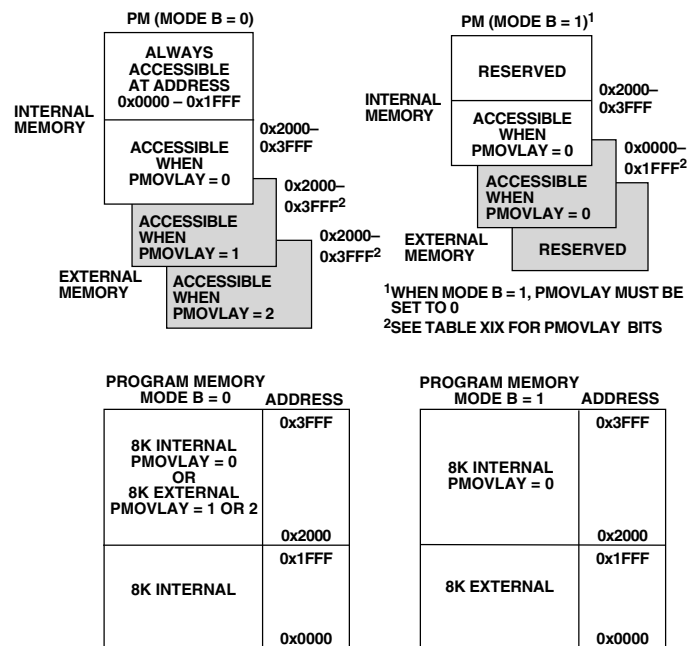 PM (MODE B = 0)
ALWAYS
ACCESSIBLE
AT ADDRESS
0x0000 – 0x1FFF
INTERNAL
MEMORY
ACCESSIBLE
WHEN
PMOVLAY = 0
0x2000–
0x3FFF
ACCESSIBLE
WHEN
PMOVLAY = 1
0x2000–
0x3FFF2
EXTERNAL
MEMORY
ACCESSIBLE
WHEN
PMOVLAY = 2
0x2000–
0x3FFF2
PM (MODE B = 1)1
RESERVED
INTERNAL
MEMORY
0x2000–
0x3FFF
ACCESSIBLE
WHEN
PMOVLAY = 0
0x0000–
0x1FFF2
ACCESSIBLE
WHEN
PMOVLAY = 0
EXTERNAL
MEMORY
RESERVED
1WHEN MODE B = 1, PMOVLAY MUST BE
SET TO 0
2SEE TABLE XIX FOR PMOVLAY BITS
PROGRAM MEMORY
MODE B = 0
ADDRESS
8K INTERNAL
PMOVLAY = 0
OR
8K EXTERNAL
PMOVLAY = 1 OR 2
0x3FFF
0x2000
8K INTERNAL
0x1FFF
0x0000
PROGRAM MEMORY
MODE B = 1
ADDRESS
8K INTERNAL
PMOVLAY = 0
0x3FFF
0x2000
8K EXTERNAL
0x1FFF
0x0000